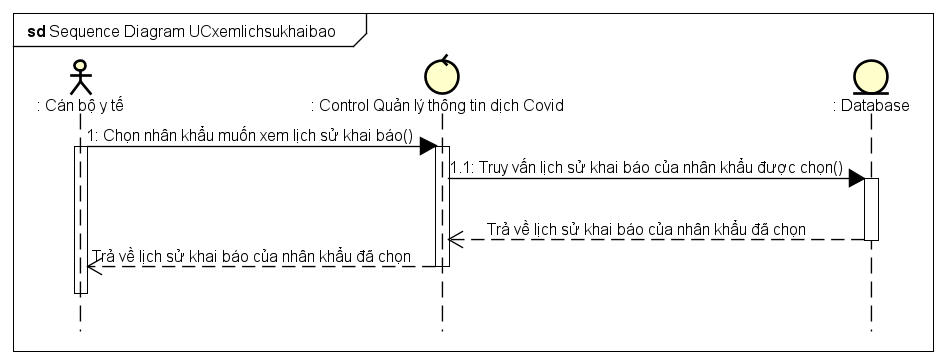 sd Sequence Diagram UCxemlichsukhaibao
: Cán bộ y tế
: Control Quản lý thông tin dịch Covid
: Database
1: Chọn nhân khẩu muốn xem lịch sử khai báo()
1.1: Truy vấn lịch sử khai báo của nhân khẩu được chọn()
Trả về lịch sử khai báo của nhân khẩu đã chọn
Trả về lịch sử khai báo của nhân khẩu đã chọn